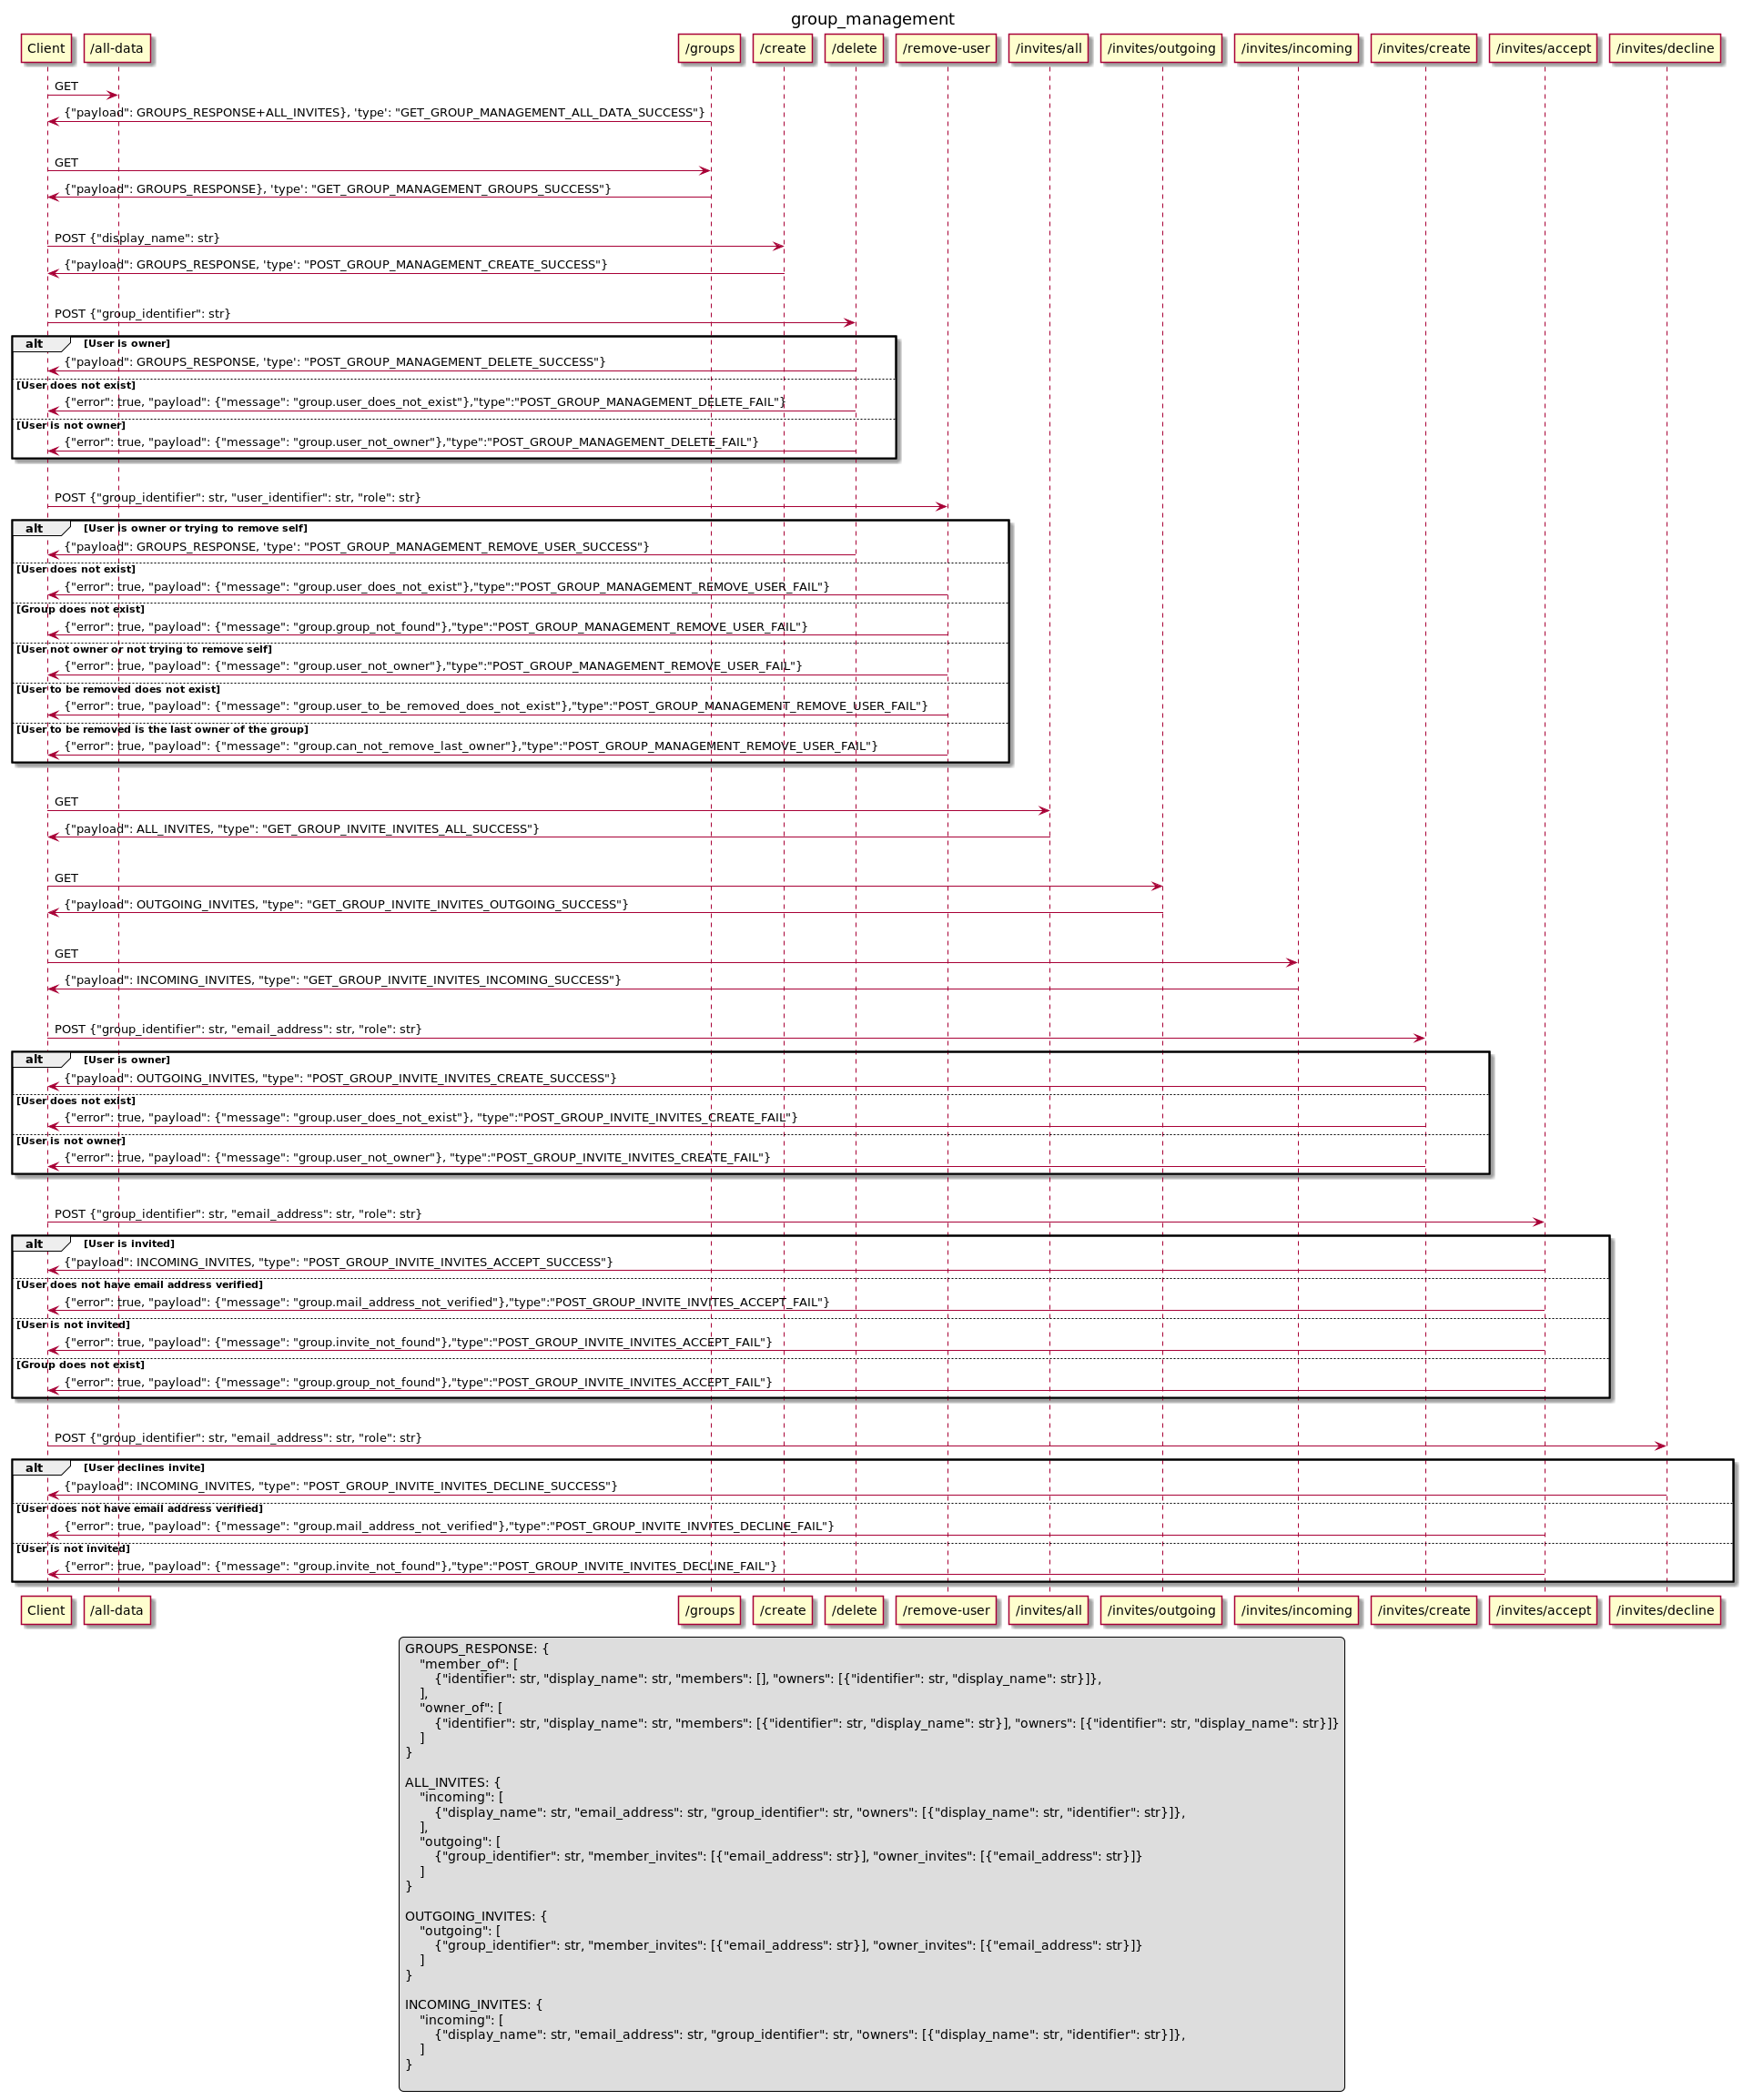 group_management
Client /all-data /groups /create /delete /remove-user /invites/all /invites/outgoing /invites/incoming /invites/create /invites/accept /invites/decline
GET
{"payload": GROUPS_RESPONSE+ALL_INVITES}, 'type': "GET_GROUP_MANAGEMENT_ALL_DATA_SUCCESS"}
GET
{"payload": GROUPS_RESPONSE}, 'type': "GET_GROUP_MANAGEMENT_GROUPS_SUCCESS"}
POST {"display_name": str}
{"payload": GROUPS_RESPONSE, 'type': "POST_GROUP_MANAGEMENT_CREATE_SUCCESS"}
POST {"group_identifier": str}
alt [User is owner]
{"payload": GROUPS_RESPONSE, 'type': "POST_GROUP_MANAGEMENT_DELETE_SUCCESS"}
[User does not exist]
{"error": true, "payload": {"message": "group.user_does_not_exist"},"type":"POST_GROUP_MANAGEMENT_DELETE_FAIL"}
[User is not owner]
{"error": true, "payload": {"message": "group.user_not_owner"},"type":"POST_GROUP_MANAGEMENT_DELETE_FAIL"}
POST {"group_identifier": str, "user_identifier": str, "role": str}
alt [User is owner or trying to remove self]
{"payload": GROUPS_RESPONSE, 'type': "POST_GROUP_MANAGEMENT_REMOVE_USER_SUCCESS"}
[User does not exist]
{"error": true, "payload": {"message": "group.user_does_not_exist"},"type":"POST_GROUP_MANAGEMENT_REMOVE_USER_FAIL"}
[Group does not exist]
{"error": true, "payload": {"message": "group.group_not_found"},"type":"POST_GROUP_MANAGEMENT_REMOVE_USER_FAIL"}
[User not owner or not trying to remove self]
{"error": true, "payload": {"message": "group.user_not_owner"},"type":"POST_GROUP_MANAGEMENT_REMOVE_USER_FAIL"}
[User to be removed does not exist]
{"error": true, "payload": {"message": "group.user_to_be_removed_does_not_exist"},"type":"POST_GROUP_MANAGEMENT_REMOVE_USER_FAIL"}
[User to be removed is the last owner of the group]
{"error": true, "payload": {"message": "group.can_not_remove_last_owner"},"type":"POST_GROUP_MANAGEMENT_REMOVE_USER_FAIL"}
GET
{"payload": ALL_INVITES, "type": "GET_GROUP_INVITE_INVITES_ALL_SUCCESS"}
GET
{"payload": OUTGOING_INVITES, "type": "GET_GROUP_INVITE_INVITES_OUTGOING_SUCCESS"}
GET
{"payload": INCOMING_INVITES, "type": "GET_GROUP_INVITE_INVITES_INCOMING_SUCCESS"}
POST {"group_identifier": str, "email_address": str, "role": str}
alt [User is owner]
{"payload": OUTGOING_INVITES, "type": "POST_GROUP_INVITE_INVITES_CREATE_SUCCESS"}
[User does not exist]
{"error": true, "payload": {"message": "group.user_does_not_exist"}, "type":"POST_GROUP_INVITE_INVITES_CREATE_FAIL"}
[User is not owner]
{"error": true, "payload": {"message": "group.user_not_owner"}, "type":"POST_GROUP_INVITE_INVITES_CREATE_FAIL"}
POST {"group_identifier": str, "email_address": str, "role": str}
alt [User is invited]
{"payload": INCOMING_INVITES, "type": "POST_GROUP_INVITE_INVITES_ACCEPT_SUCCESS"}
[User does not have email address verified]
{"error": true, "payload": {"message": "group.mail_address_not_verified"},"type":"POST_GROUP_INVITE_INVITES_ACCEPT_FAIL"}
[User is not invited]
{"error": true, "payload": {"message": "group.invite_not_found"},"type":"POST_GROUP_INVITE_INVITES_ACCEPT_FAIL"}
[Group does not exist]
{"error": true, "payload": {"message": "group.group_not_found"},"type":"POST_GROUP_INVITE_INVITES_ACCEPT_FAIL"}
POST {"group_identifier": str, "email_address": str, "role": str}
alt [User declines invite]
{"payload": INCOMING_INVITES, "type": "POST_GROUP_INVITE_INVITES_DECLINE_SUCCESS"}
[User does not have email address verified]
{"error": true, "payload": {"message": "group.mail_address_not_verified"},"type":"POST_GROUP_INVITE_INVITES_DECLINE_FAIL"}
[User is not invited]
{"error": true, "payload": {"message": "group.invite_not_found"},"type":"POST_GROUP_INVITE_INVITES_DECLINE_FAIL"}
Client /all-data /groups /create /delete /remove-user /invites/all /invites/outgoing /invites/incoming /invites/create /invites/accept /invites/decline
GROUPS_RESPONSE: {
"member_of": [
{"identifier": str, "display_name": str, "members": [], "owners": [{"identifier": str, "display_name": str}]},
],
"owner_of": [
{"identifier": str, "display_name": str, "members": [{"identifier": str, "display_name": str}], "owners": [{"identifier": str, "display_name": str}]}
]
}
ALL_INVITES: {
"incoming": [
{"display_name": str, "email_address": str, "group_identifier": str, "owners": [{"display_name": str, "identifier": str}]},
],
"outgoing": [
{"group_identifier": str, "member_invites": [{"email_address": str}], "owner_invites": [{"email_address": str}]}
]
}
OUTGOING_INVITES: {
"outgoing": [
{"group_identifier": str, "member_invites": [{"email_address": str}], "owner_invites": [{"email_address": str}]}
]
}
INCOMING_INVITES: {
"incoming": [
{"display_name": str, "email_address": str, "group_identifier": str, "owners": [{"display_name": str, "identifier": str}]},
]
}